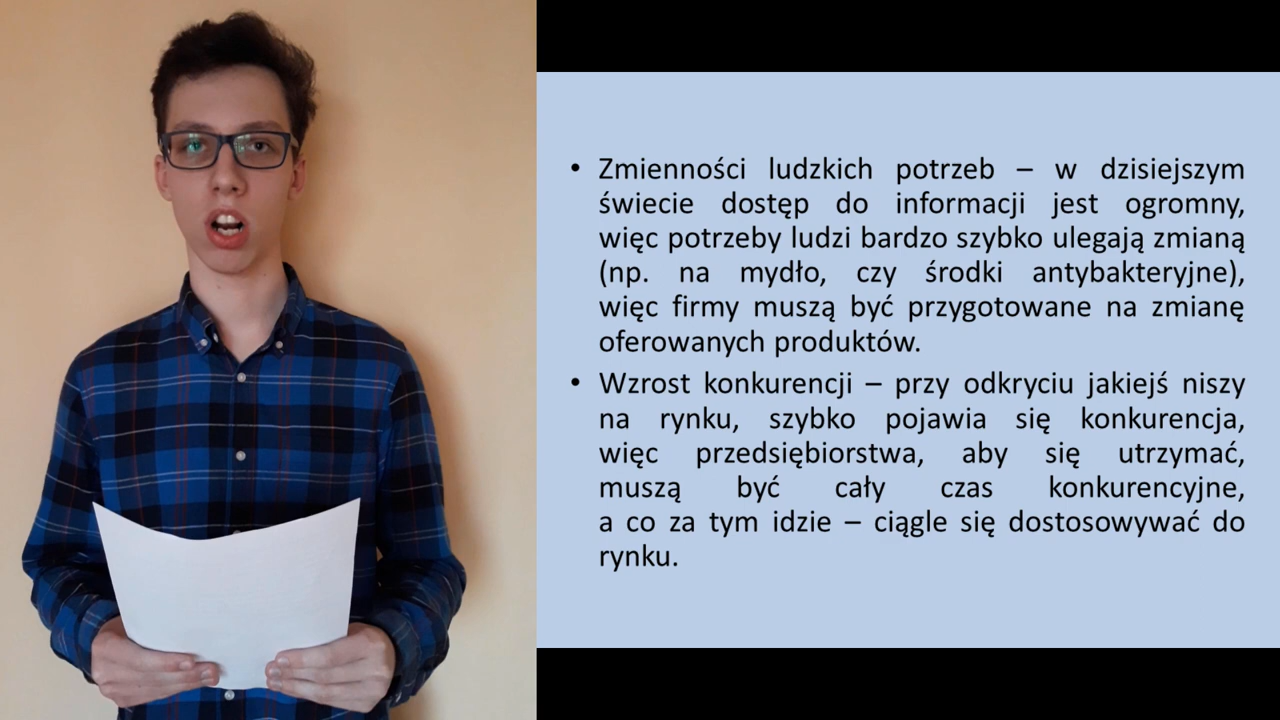 • Zmienności ludzkich potrzeb – w dzisiejszym
świecie dostęp do informacji jest ogromny,
więc potrzeby ludzi bardzo szybko ulegają zmianą
(np. na mydło, czy środki antybakteryjne),
więc firmy muszą być przygotowane na zmianę
oferowanych produktów.
• Wzrost konkurencji – przy odkryciu jakiejś niszy
na rynku, szybko pojawia się konkurencja,
więc przedsiębiorstwa, aby się utrzymać,
muszą być cały czas konkurencyjne,
a co za tym idzie – ciągle się dostosowywać do
rynku.